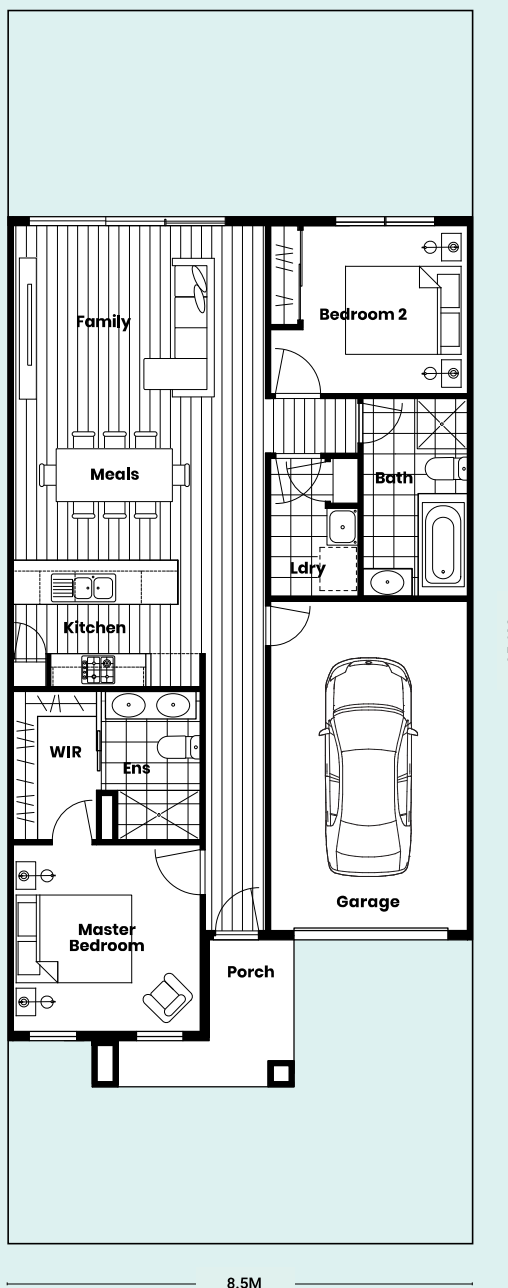 Family
Bedroom 2
Meals
Bath
Ldry
Kitchen
WIR
Ens
Garage
Master
Bedroom
Porch
8.5M